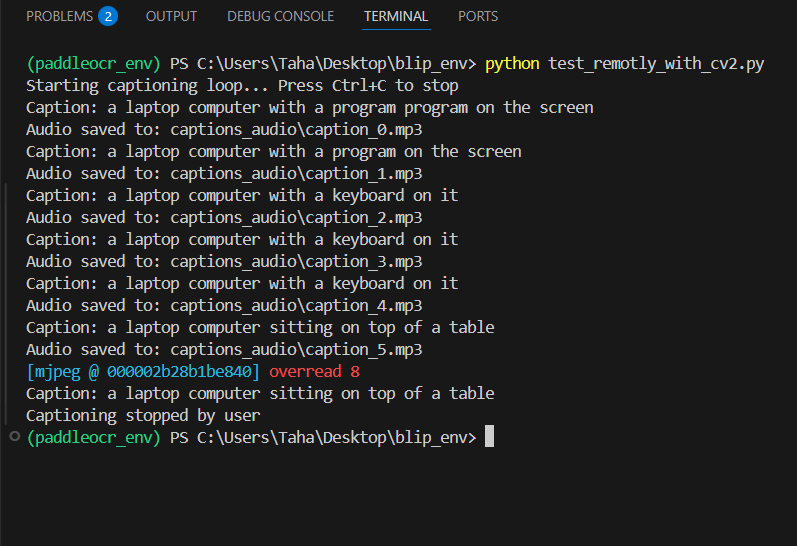 PROBLEMS 2 OUTPUT DEBUG CONSOLE TERMINAL PORTS
(paddleocr_env) PS C:\Users\Taha\Desktop\blip_env> python test_remotly_with_cv2.py
Starting captioning loop... Press Ctrl+C to stop
Caption: a laptop computer with a program program on the screen
Audio saved to: captions_audio\caption_0.mp3
Caption: a laptop computer with a program on the screen
Audio saved to: captions_audio\caption_1.mp3
Caption: a laptop computer with a keyboard on it
Audio saved to: captions_audio\caption_2.mp3
Caption: a laptop computer with a keyboard on it
Audio saved to: captions_audio\caption_3.mp3
Caption: a laptop computer with a keyboard on it
Audio saved to: captions_audio\caption_4.mp3
Caption: a laptop computer sitting on top of a table
Audio saved to: captions_audio\caption_5.mp3
[mjpeg @ 000002b28b1be840] overread 8
Caption: a laptop computer sitting on top of a table
Captioning stopped by user
(paddleocr_env) PS C:\Users\Taha\Desktop\blip_env>